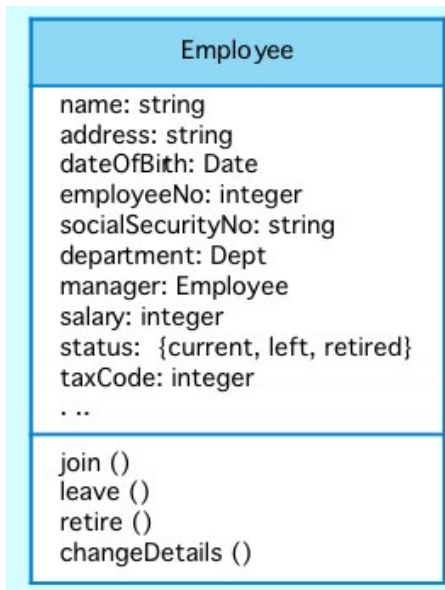 Employee
name: string
address: string
dateOfBirth: Date
employeeNo: integer
socialSecurityNo: string
department: Dept
manager: Employee
salary: integer
status: {current, left, retired}
taxCode: integer
. ..
join ()
leave ()
retire ()
changeDetails ()